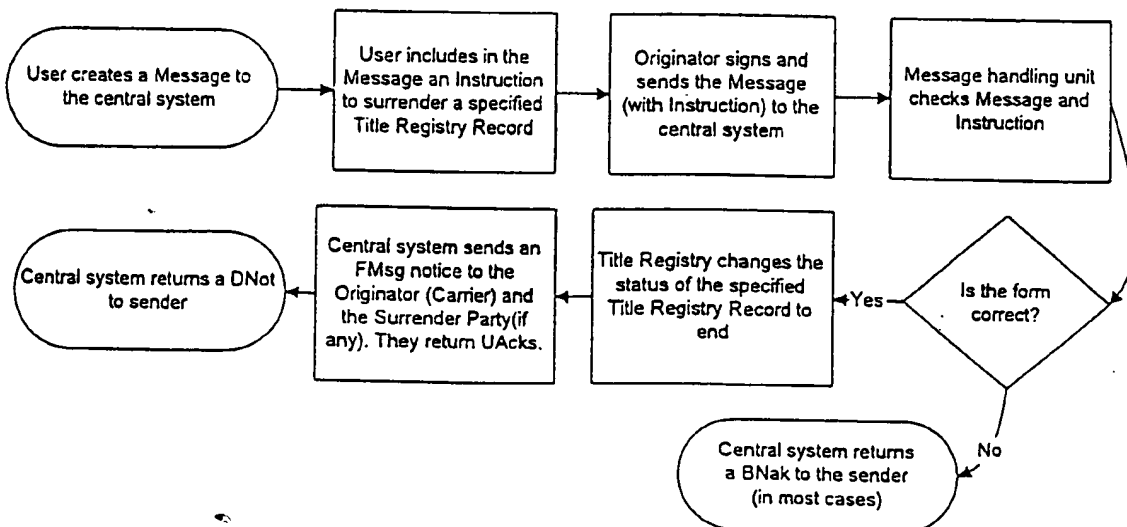 User creates a Message to
the central system
User includes in the
Message an Instruction
to surrender a specified
Title Registry Record
Originator signs and
sends the Message
(with Instruction) to the
central system
Message handling unit
checks Message and
Instruction
Is the form
correct?
Yes
Title Registry changes the
status of the specified
Title Registry Record to
end
Central system sends an
FMsg notice to the
Originator (Carrier) and
the Surrender Party(if
any). They return UAcks.
Central system returns a DNot
to sender
No
Central system returns
a BNak to the sender
(in most cases)